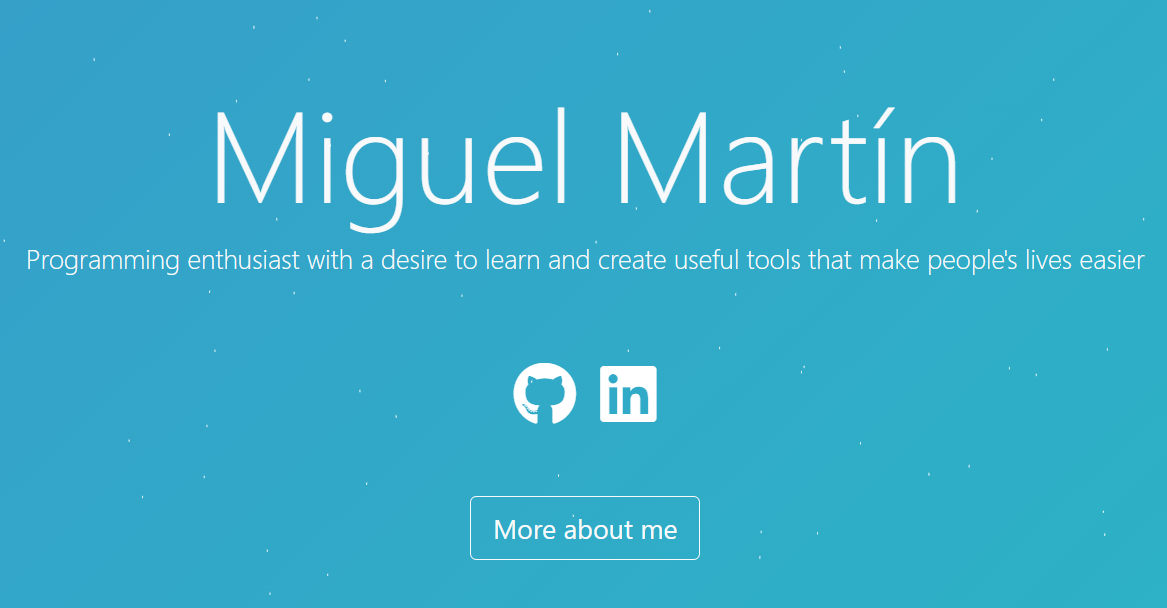 Miguel Martín
Programming enthusiast with a desire to learn and create useful tools that make people's lives easier
in
More about me